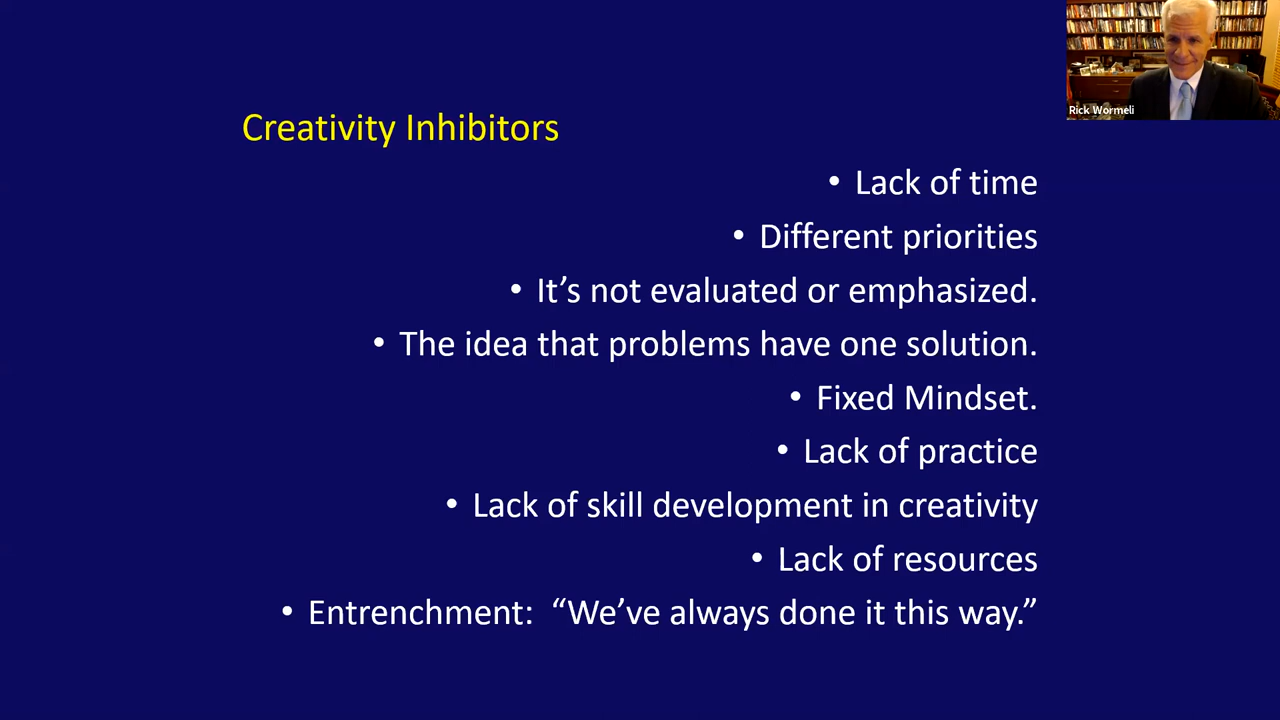 Rick Wormeli
Creativity Inhibitors
• Lack of time
• Different priorities
• It’s not evaluated or emphasized.
• The idea that problems have one solution.
• Fixed Mindset.
• Lack of practice
• Lack of skill development in creativity
• Lack of resources
• Entrenchment:  “We’ve always done it this way.”